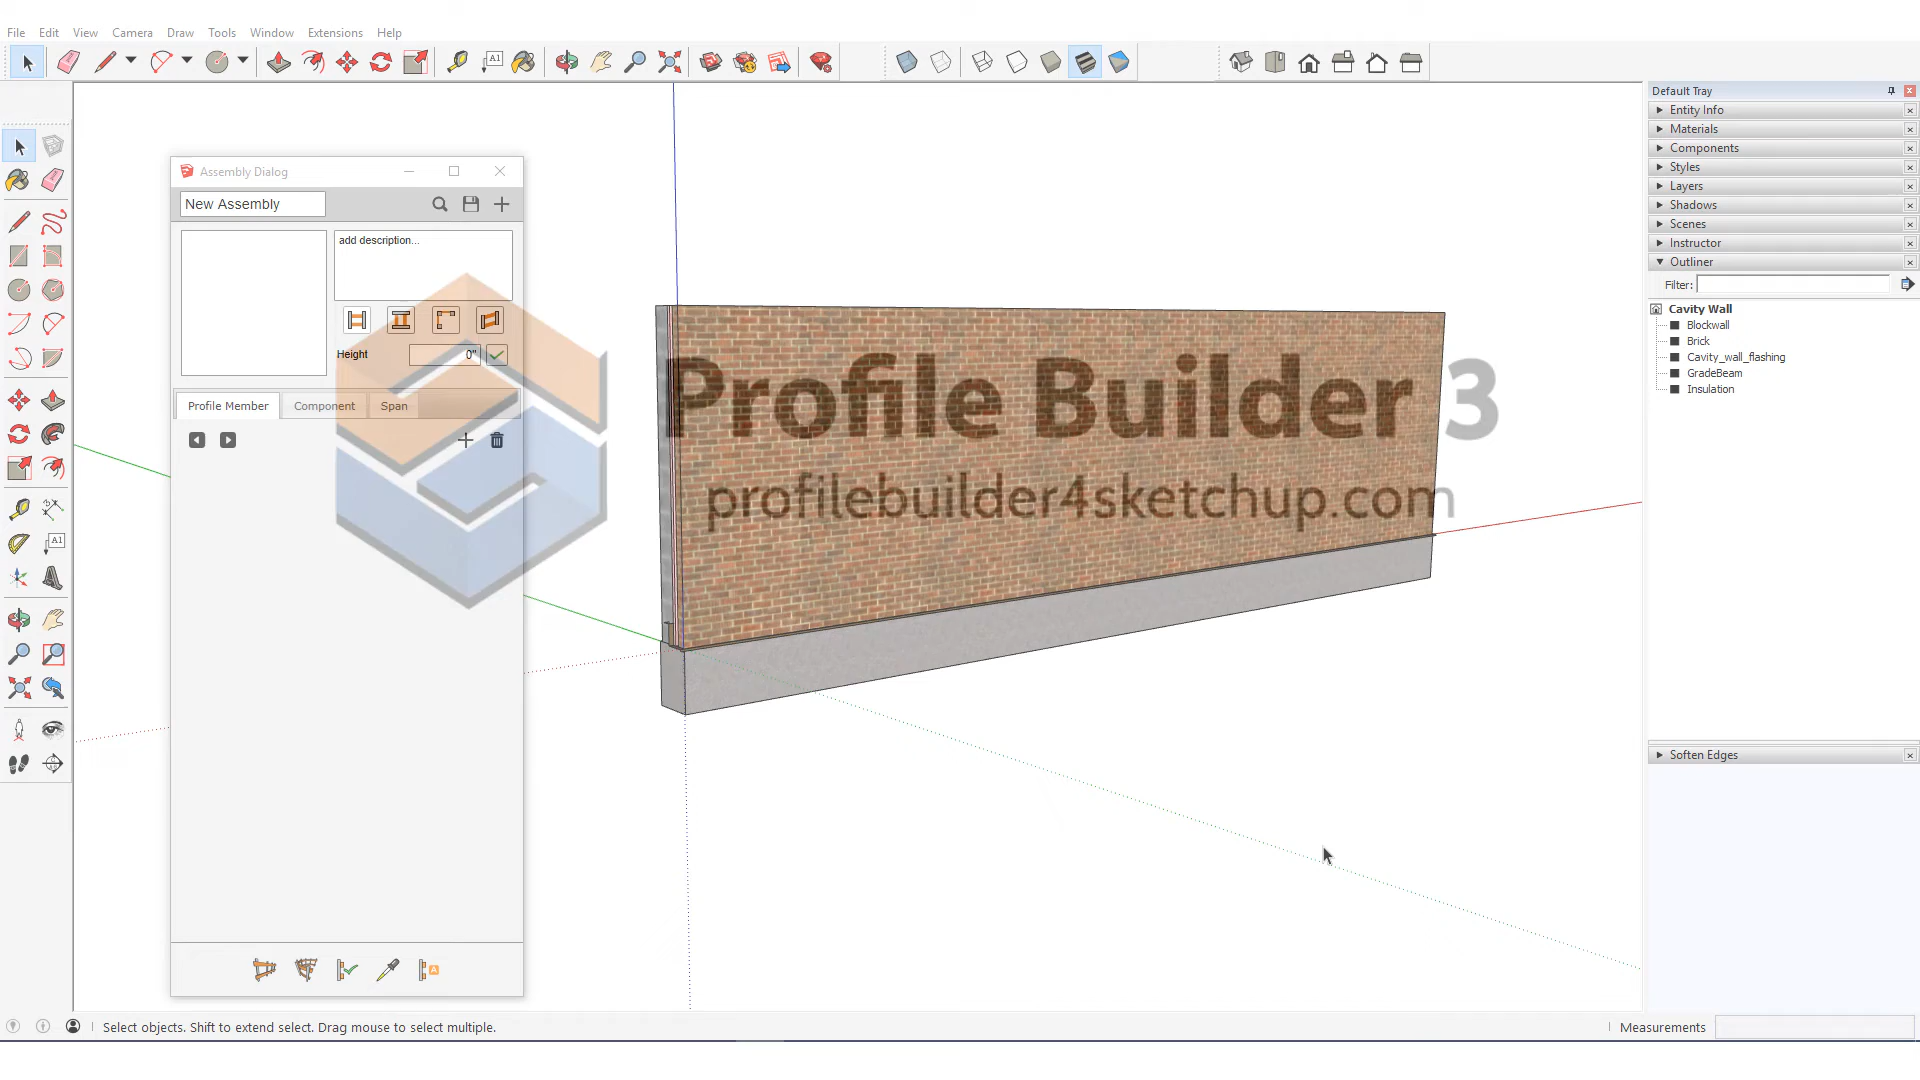 File Edit View Camera Draw Tools Window Extensions Help
A1
Default Tray
Entity Info
Materials
Components
Styles
Layers
Shadows
Scenes
Instructor
Outliner
Filter:
Cavity Wall
Blockwall
Brick
Cavity_wall_flashing
GradeBeam
Insulation
Soften Edges
Assembly Dialog
New Assembly
add description...
Height 0"
Profile Member Component Span
A
A1
Profile Builder 3
profilebuilder4sketchup.com
Select objects. Shift to extend select. Drag mouse to select multiple.
Measurements